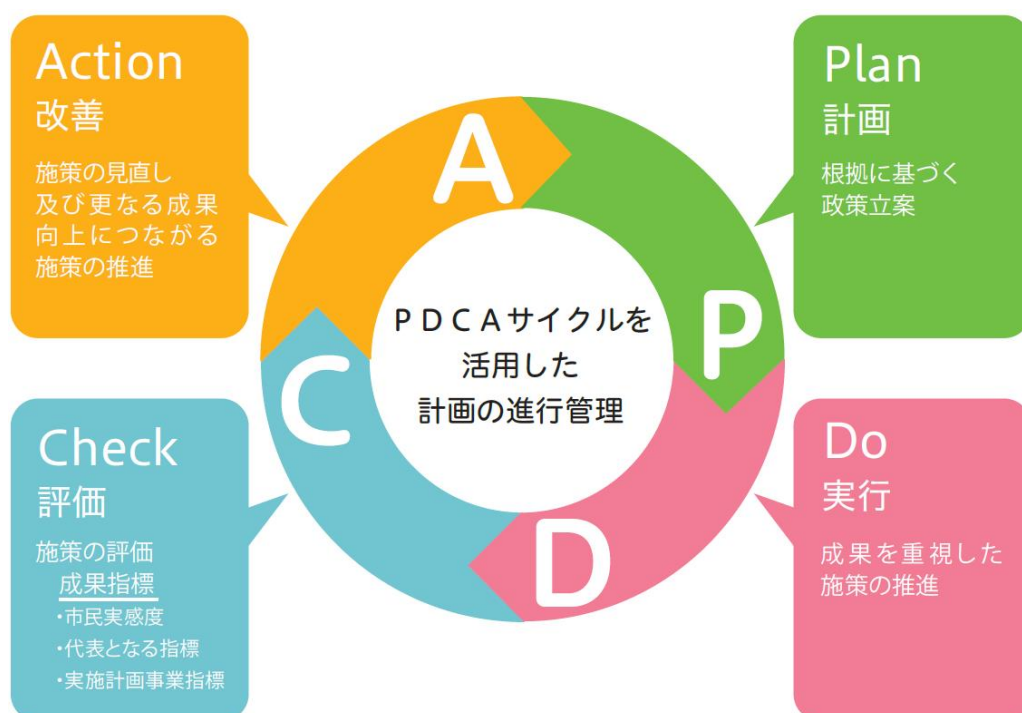 Action
改善
施策の見直し
及び更なる成果
向上につながる
施策の推進
Plan
計画
根拠に基づく
政策立案
A
P
PDCAサイクルを
活用した
計画の進行管理
C
D
Check
評価
施策の評価
成果指標
・市民実感度
・代表となる指標
・実施計画事業指標
Do
実行
成果を重視した
施策の推進